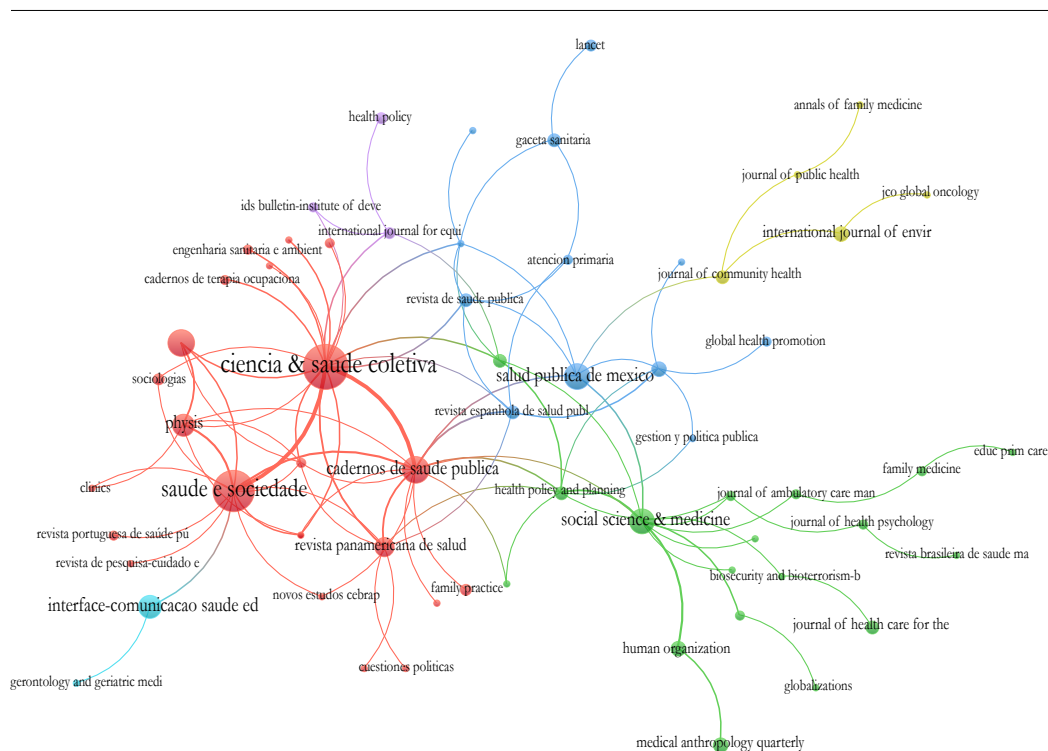 lancet
annals of family medicine
health policy
gaceta sanitaria
journal of public health
jco global oncology
ids bulletin-institute of deve
international journal for equi
international journal of envir
engenharia sanitaria e ambient
atencion primaria
cadernos de terapia ocupaciona
journal of community health
revista de saude publica
global health promotion
ciencia & saude coletiva
sociologias
salud publica de mexico
revista espanhola de salud publ
physis
gestion y politica publica
educ prim care
cadernos de saude publica
family medicine
saude e sociedade
clinics
health policy and planning
journal of ambulatory care man
social science & medicine
journal of health psychology
revista portuguesa de saúde pú
revista panamericana de salud
revista brasileira de saude ma
revista de pesquisa-cuidado e
biosecurity and bioterrorism-b
family practice
novos estudos cebrap
interface-comunicacao saude ed
journal of health care for the
human organization
cuestiones politicas
gerontology and geriatric medi
globalizations
medical anthropology quarterly